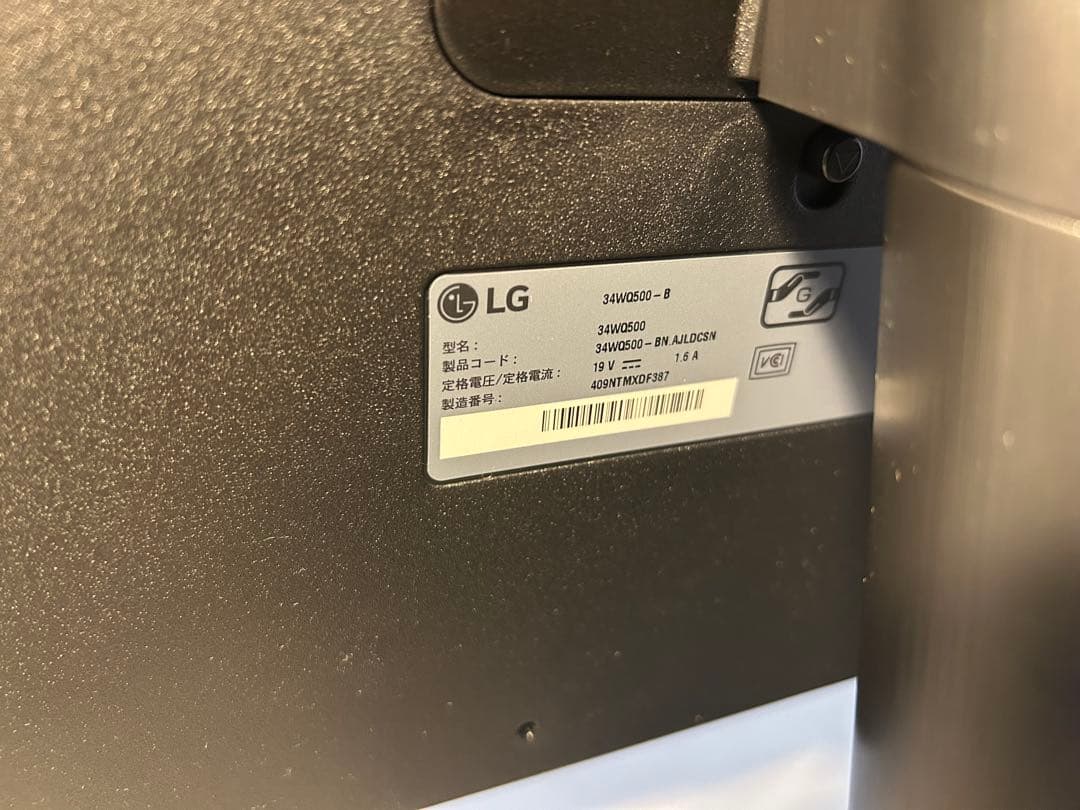 LG
34WQ500-B
型名： 34WQ500
製品コード： 34WQ500-BN.AJLDCSN
定格電圧/定格電流： 19 V ⎓ 1.6 A
製造番号： 409NTMXDF387
G
VCCI